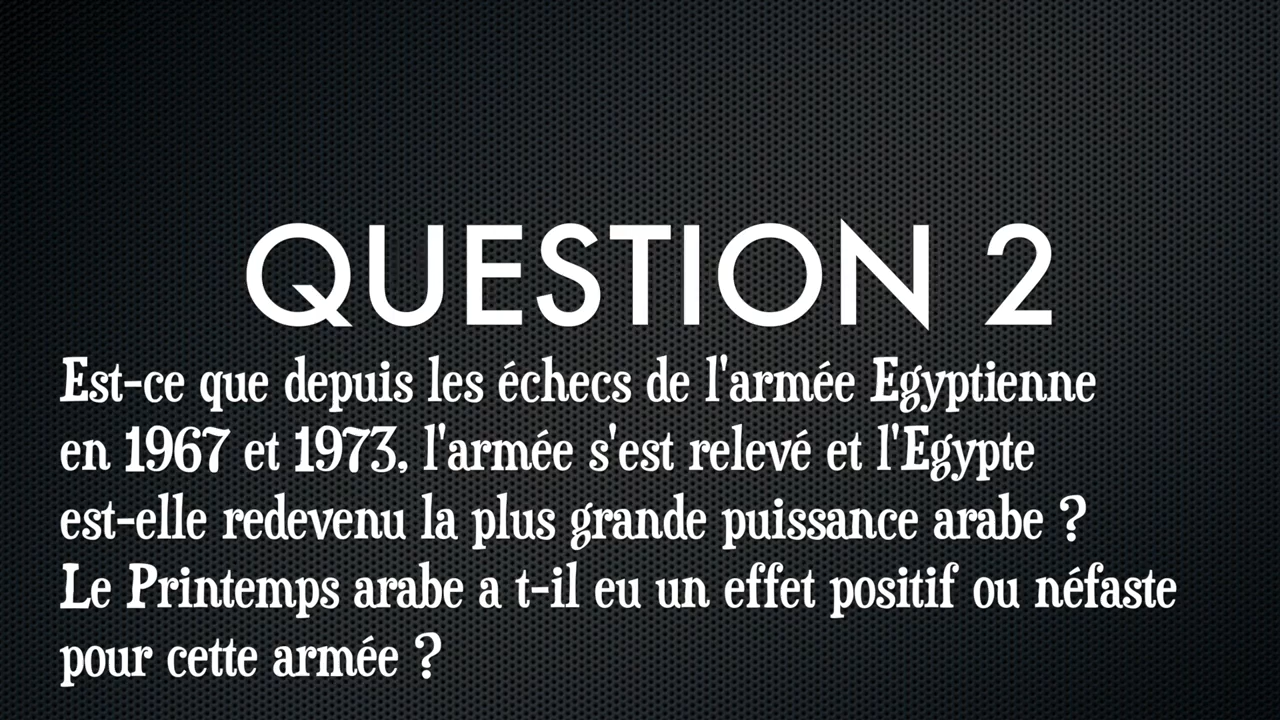 QUESTION 2
Est-ce que depuis les échecs de l'armée Egyptienne
en 1967 et 1973, l'armée s'est relevé et l'Egypte
est-elle redevenu la plus grande puissance arabe ?
Le Printemps arabe a t-il eu un effet positif ou néfaste
pour cette armée ?